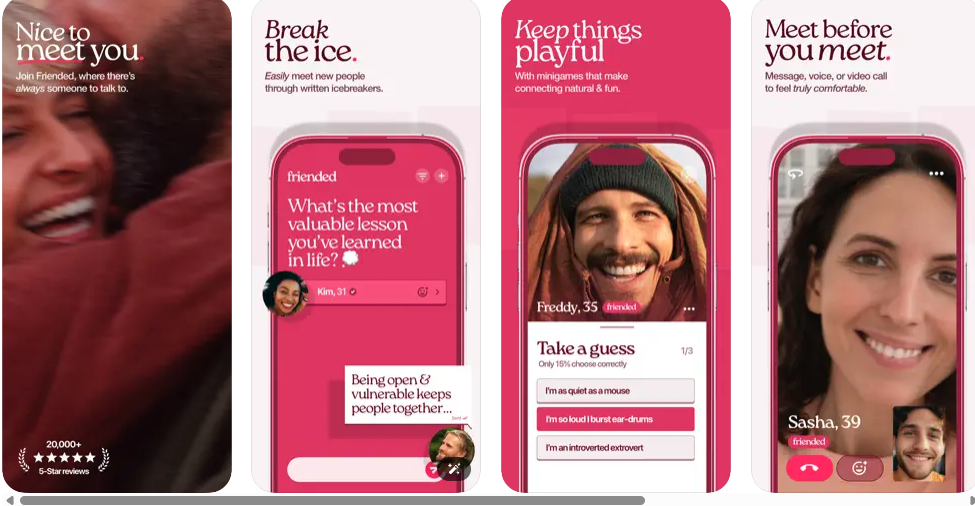 Nice to
meet you.
Join Friended, where there's
always someone to talk to.
20,000+
5-Star reviews
Break
the ice.
Easily meet new people
through written icebreakers.
friended
What's the most
valuable lesson
you've learned
in life?
Kim, 31
Being open &
vulnerable keeps
people together...
Keep things
playful
With minigames that make
connecting natural & fun.
Freddy, 35 friended
Take a guess 1/3
Only 15% choose correctly
I'm as quiet as a mouse
I'm so loud I burst ear-drums
I'm an introverted extrovert
Meet before
you meet.
Message, voice, or video call
to feel truly comfortable.
Sasha, 39
friended